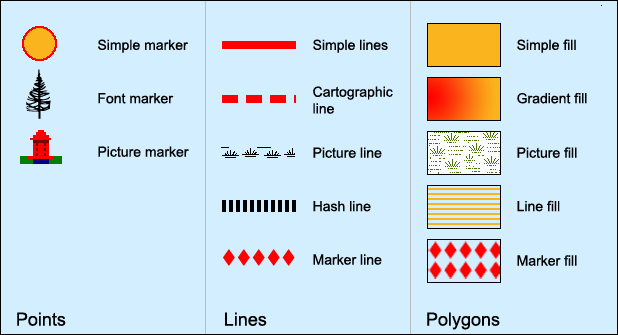 Simple marker
Font marker
Picture marker
Points
Simple lines
Cartographic
line
Picture line
Hash line
Marker line
Lines
Simple fill
Gradient fill
Picture fill
Line fill
Marker fill
Polygons